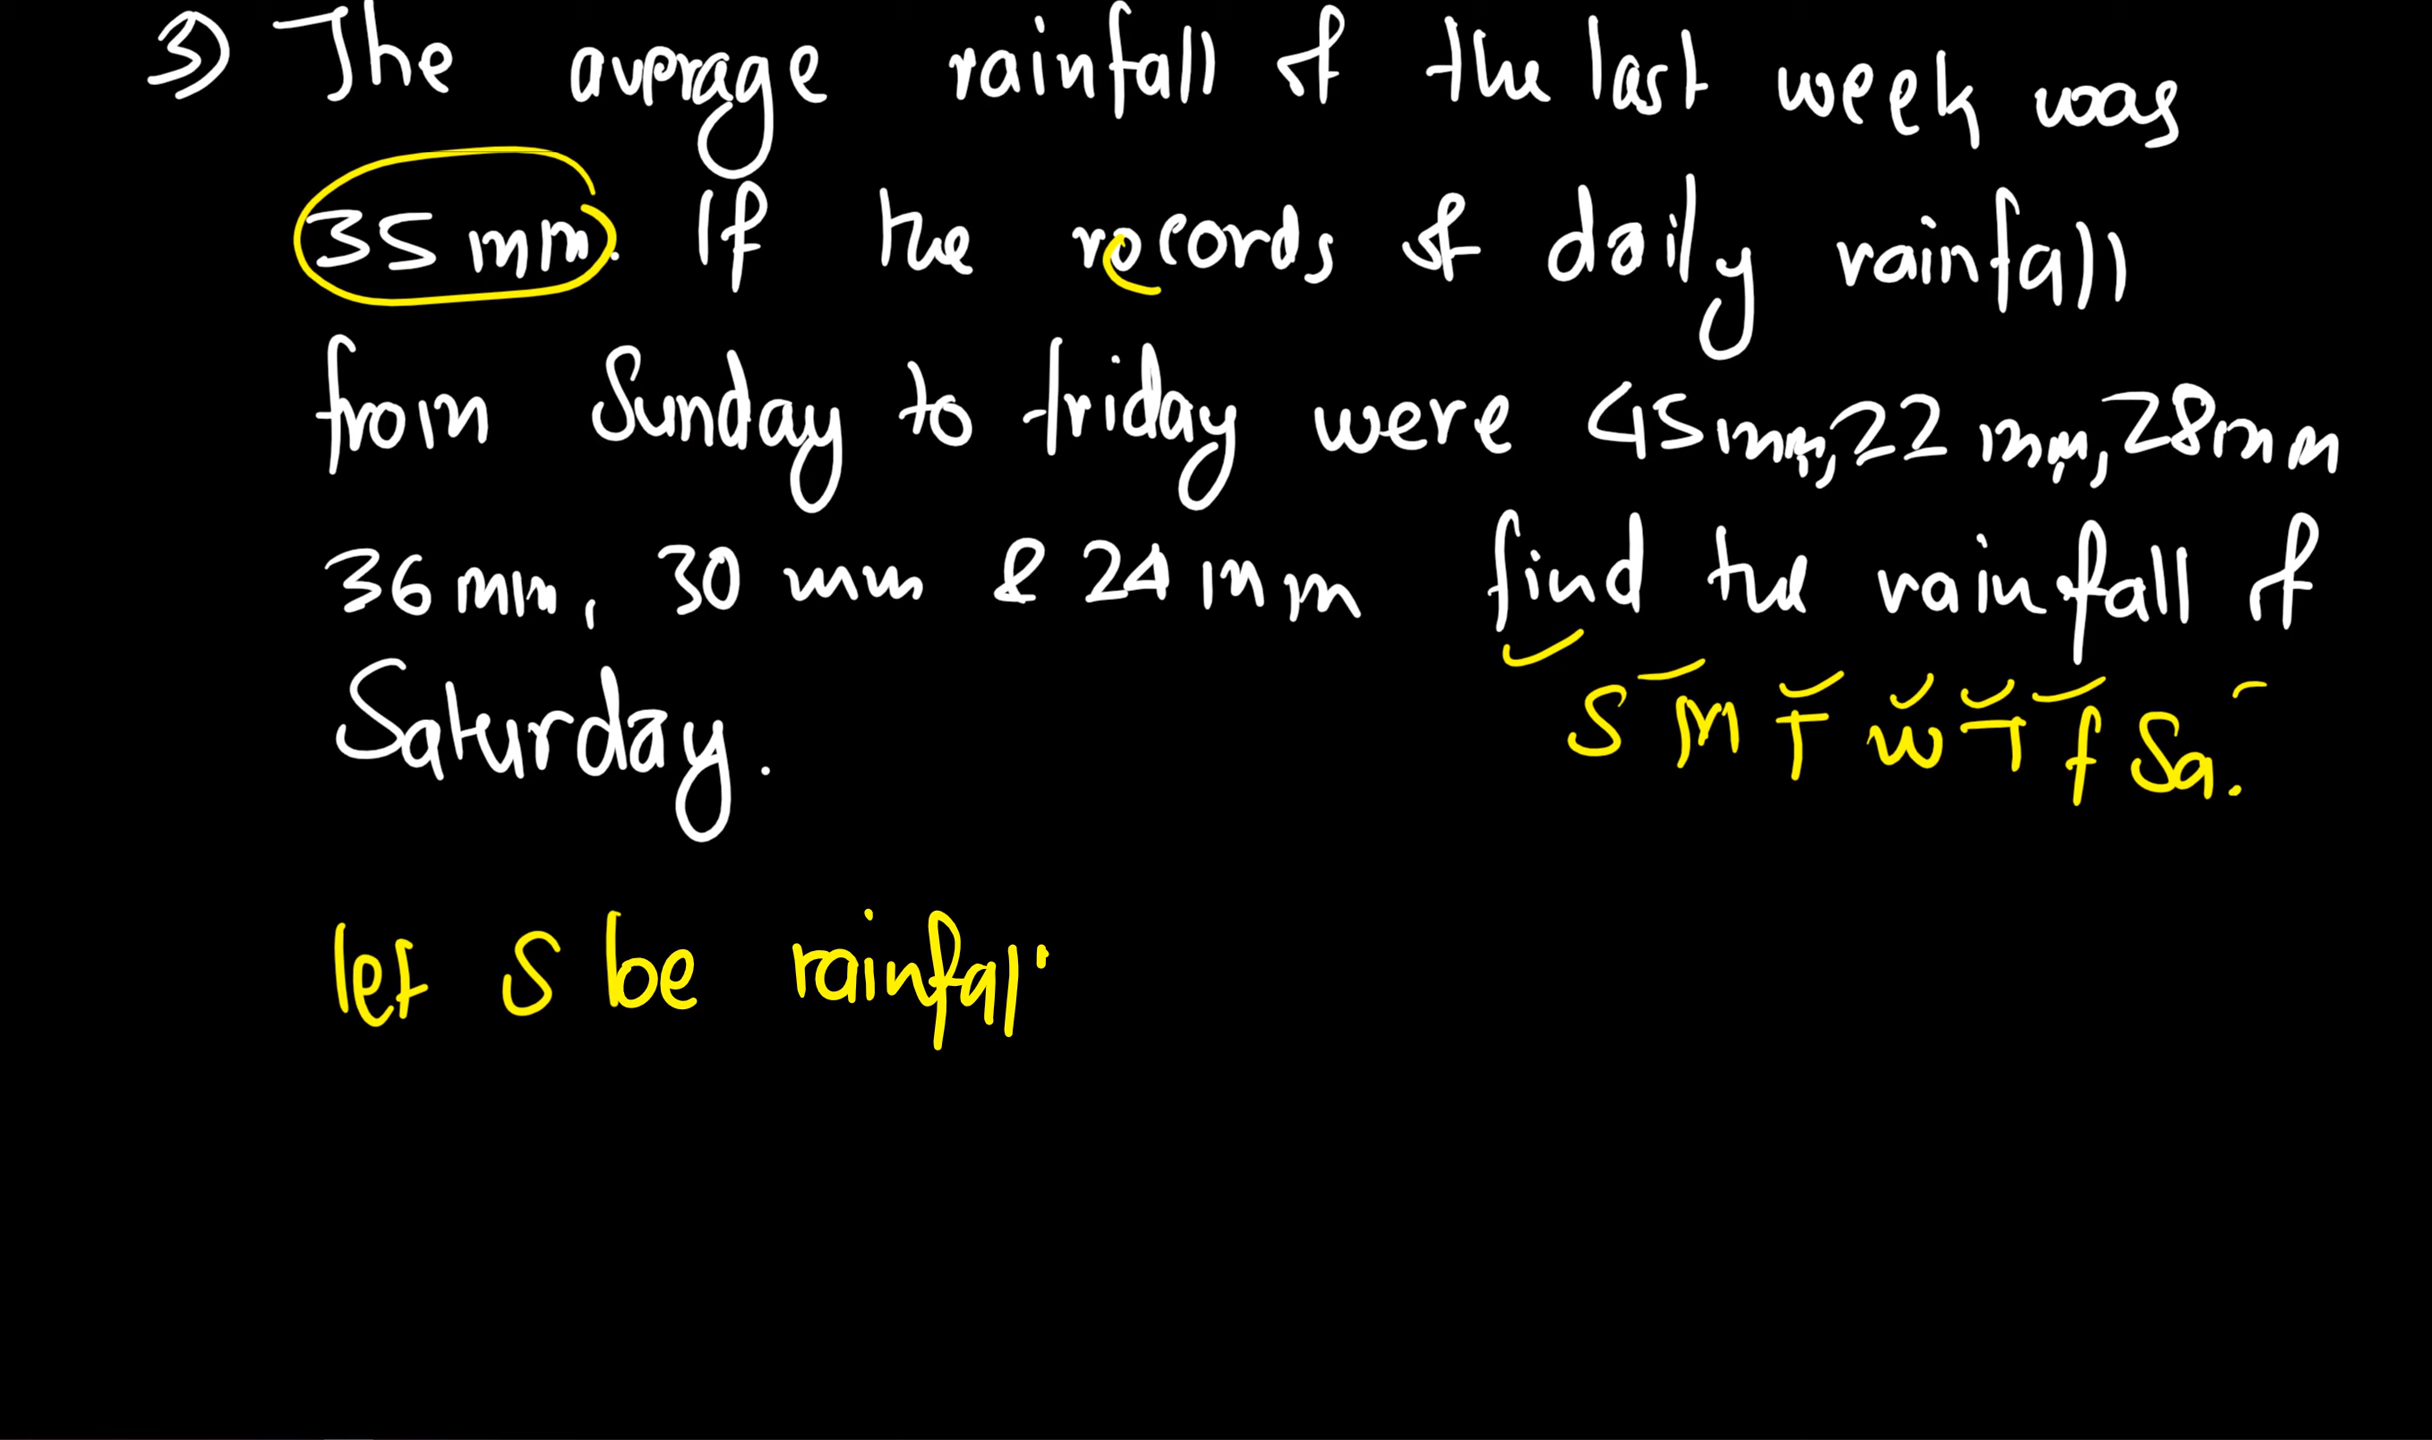 3) The average rainfall of the last week was
35 mm. If the records of daily rainfall
from Sunday to friday were 45mm, 22 mm, 28mm
36 mm, 30 mm & 24 mm find the rainfall of
Saturday.
S M T W T f Sa.
let S be rainfal